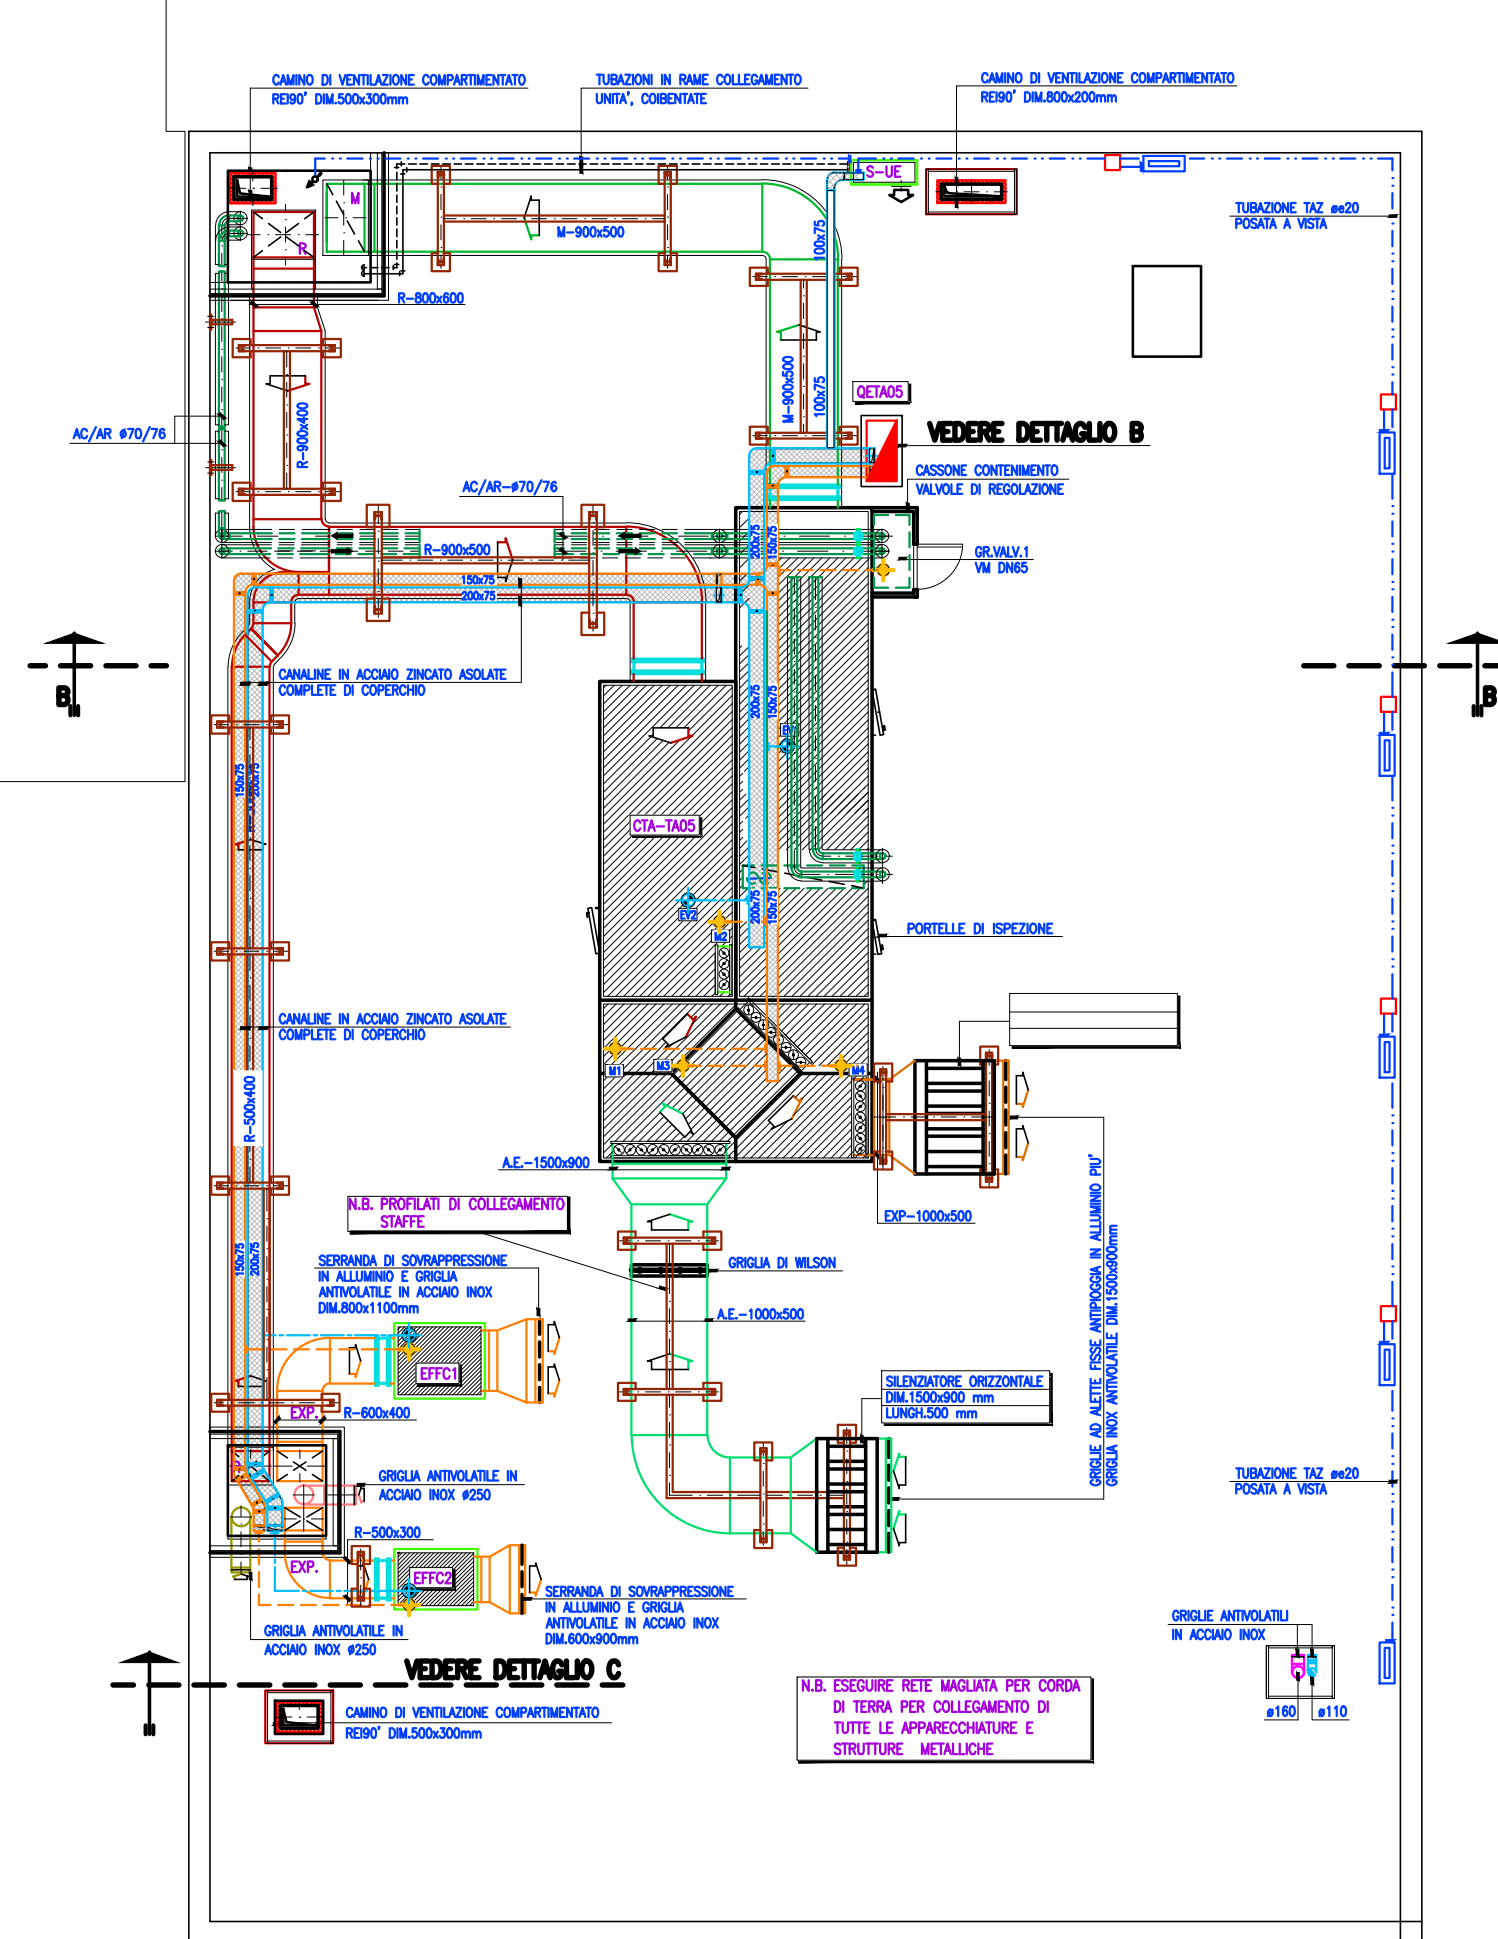 CAMINO DI VENTILAZIONE COMPARTIMENTATO
REI90' DIM.500x300mm
TUBAZIONI IN RAME COLLEGAMENTO
UNITA', COIBENTATE
CAMINO DI VENTILAZIONE COMPARTIMENTATO
REI90' DIM.800x200mm
S-UE
M
R
M-900x500
100x75
TUBAZIONE TAZ øe20
POSATA A VISTA
R-800x600
M-900x500
100x75
QETA05
AC/AR ø70/76
R-900x400
VEDERE DETTAGLIO B
CASSONE CONTENIMENTO
VALVOLE DI REGOLAZIONE
AC/AR-ø70/76
R-900x500
200x75
150x75
GR.VALV.1
VM DN65
150x75
200x75
CANALINE IN ACCIAIO ZINCATO ASOLATE
COMPLETE DI COPERCHIO
B
B
200x75
150x75
150x75
200x75
CTA-TA05
200x75
150x75
EV2
M2
PORTELLE DI ISPEZIONE
CANALINE IN ACCIAIO ZINCATO ASOLATE
COMPLETE DI COPERCHIO
M1
M3
M4
R-500x400
A.E.-1500x900
N.B. PROFILATI DI COLLEGAMENTO
STAFFE
EXP-1000x500
GRIGLIE AD ALETTE FISSE ANTIPIOGGIA IN ALLUMINIO PIU'
GRIGLIA INOX ANTIVOLATILE DIM.1500x900mm
150x75
200x75
SERRANDA DI SOVRAPPRESSIONE
IN ALLUMINIO E GRIGLIA
ANTIVOLATILE IN ACCIAIO INOX
DIM.800x1100mm
GRIGLIA DI WILSON
A.E.-1000x500
EFFC1
SILENZIATORE ORIZZONTALE
DIM.1500x900 mm
LUNGH.500 mm
EXP.
R-600x400
GRIGLIA ANTIVOLATILE IN
ACCIAIO INOX ø250
TUBAZIONE TAZ øe20
POSATA A VISTA
R-500x300
EXP.
EFFC2
SERRANDA DI SOVRAPPRESSIONE
IN ALLUMINIO E GRIGLIA
ANTIVOLATILE IN ACCIAIO INOX
DIM.600x900mm
GRIGLIA ANTIVOLATILE IN
ACCIAIO INOX ø250
GRIGLIE ANTIVOLATILI
IN ACCIAIO INOX
VEDERE DETTAGLIO C
CAMINO DI VENTILAZIONE COMPARTIMENTATO
REI90' DIM.500x300mm
N.B. ESEGUIRE RETE MAGLIATA PER CORDA
DI TERRA PER COLLEGAMENTO DI
TUTTE LE APPARECCHIATURE E
STRUTTURE METALLICHE
ø160
ø110